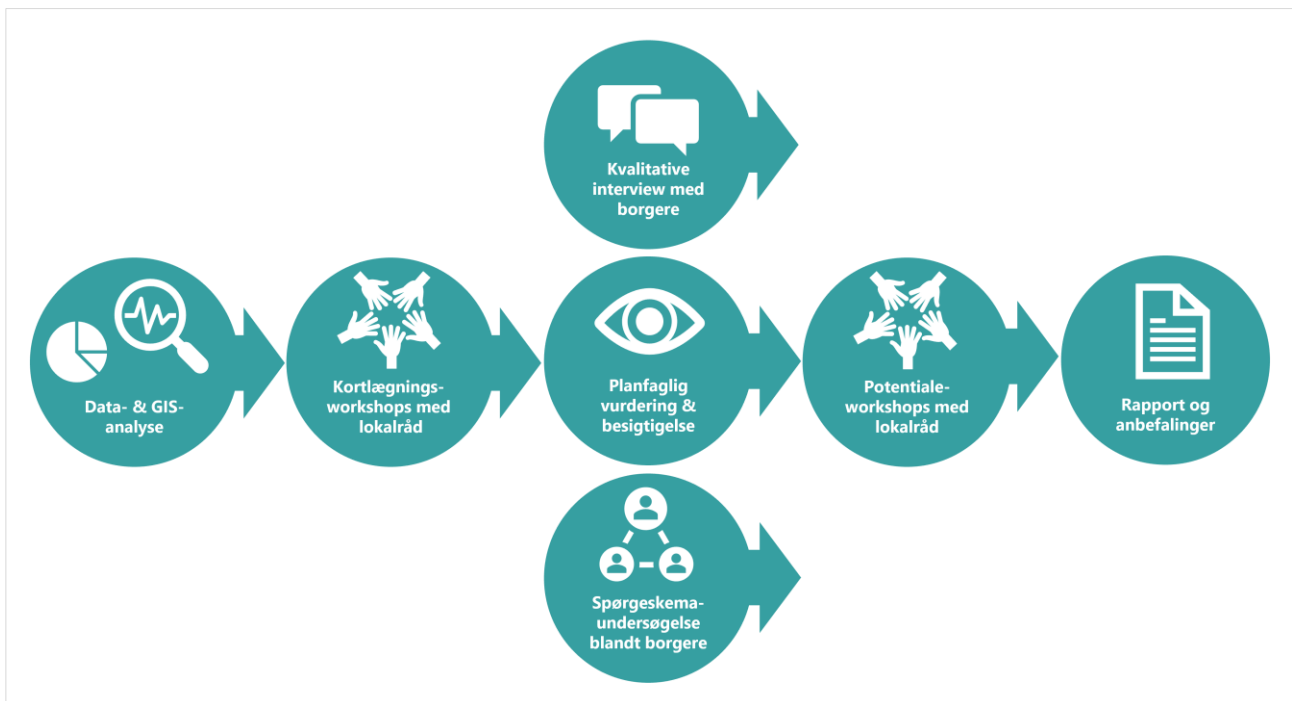 Kvalitative
interview med
borgere
Data- & GIS-
analyse
Kortlægnings-
workshops med
lokalråd
Planfaglig
vurdering &
besigtigelse
Potentiale-
workshops med
lokalråd
Rapport og
anbefalinger
Spørgeskema-
undersøgelse
blandt borgere